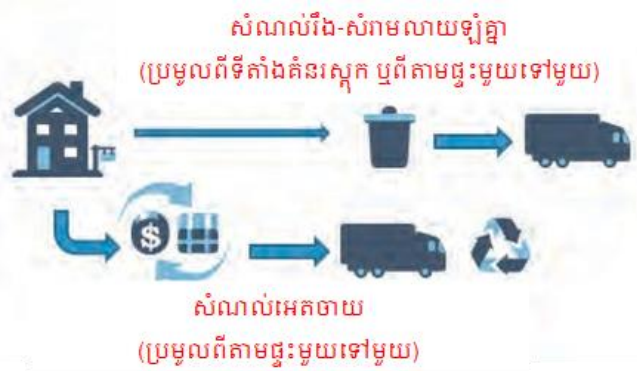 សំណល់រឹង-សំរាមលាយឡំគ្នា
(ប្រមូលពីទីតាំងគំនរស្តុក ឬពីតាមផ្ទះមួយទៅមួយ)
$
សំណល់អេតចាយ
(ប្រមូលពីតាមផ្ទះមួយទៅមួយ)